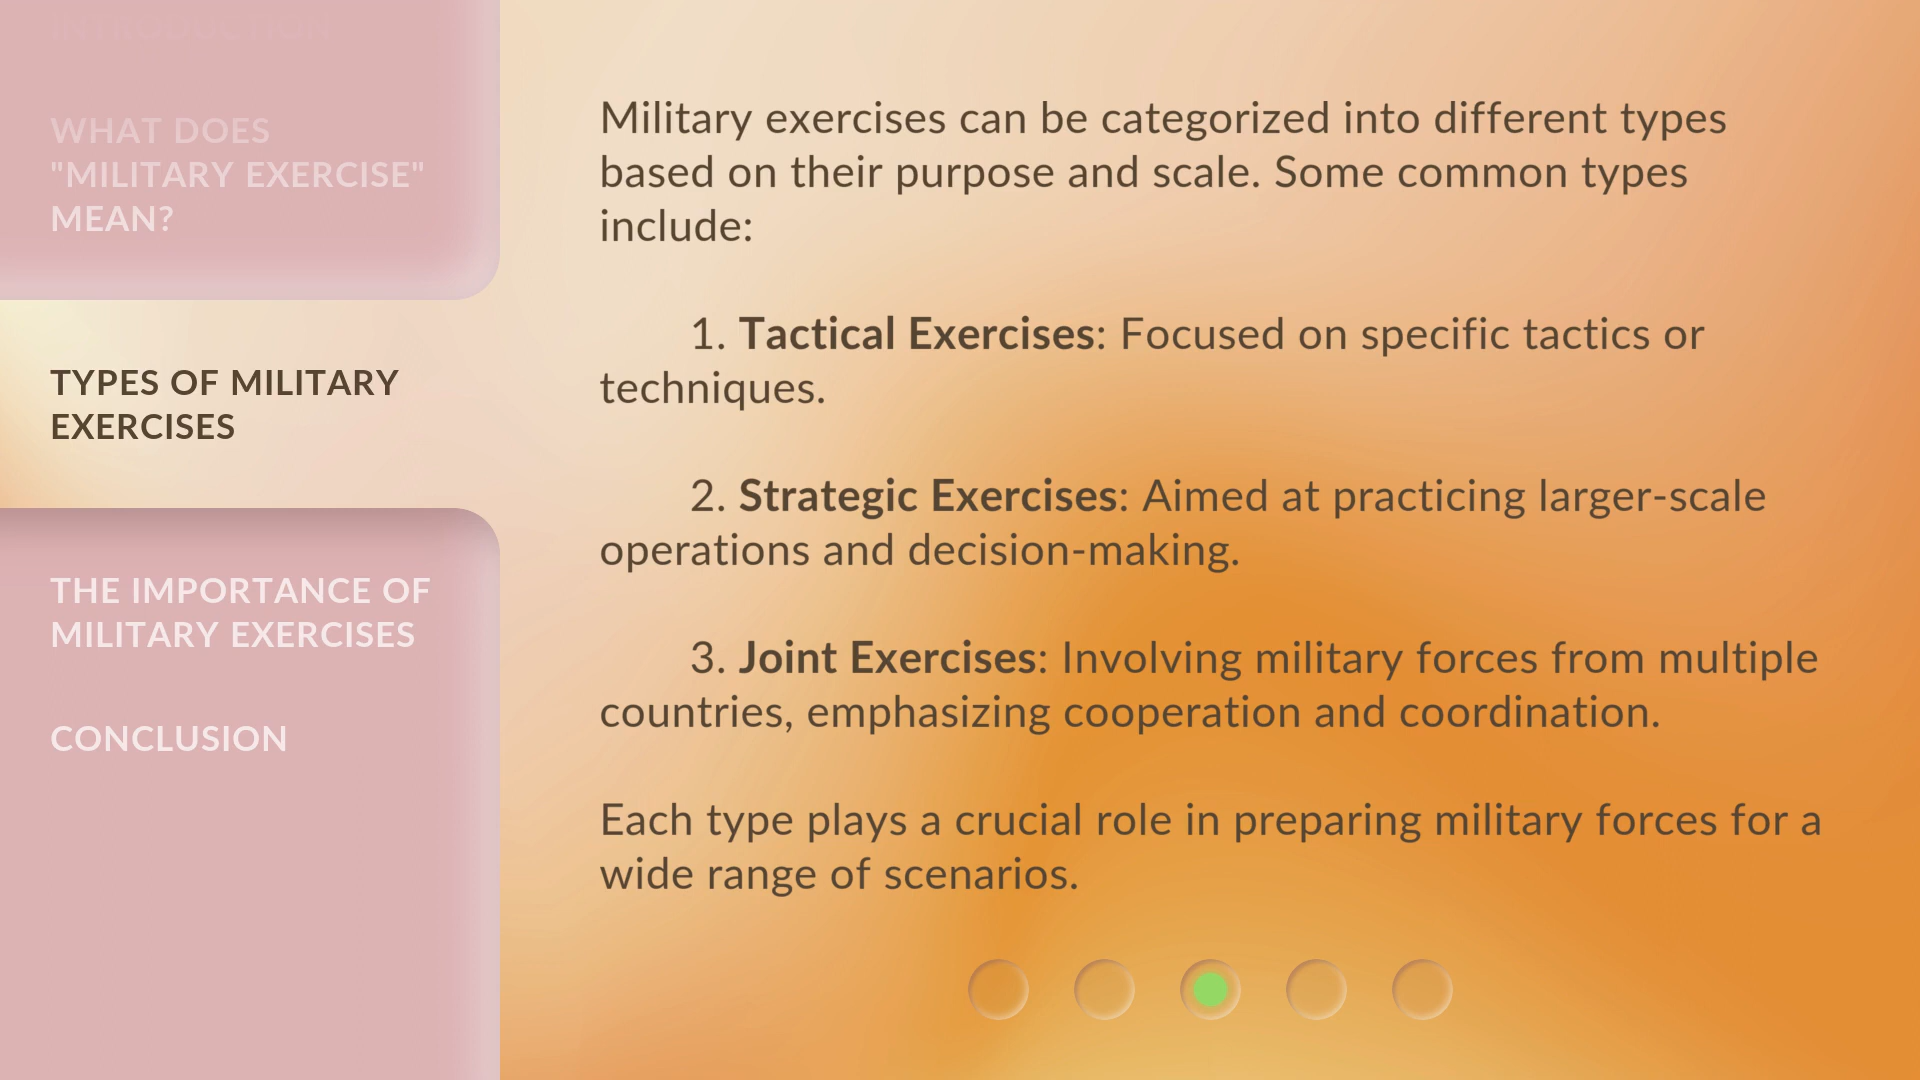 INTRODUCTION
WHAT DOES
"MILITARY EXERCISE"
MEAN?
TYPES OF MILITARY
EXERCISES
THE IMPORTANCE OF
MILITARY EXERCISES
CONCLUSION
Military exercises can be categorized into different types
based on their purpose and scale. Some common types
include:
1. Tactical Exercises: Focused on specific tactics or
techniques.
2. Strategic Exercises: Aimed at practicing larger-scale
operations and decision-making.
3. Joint Exercises: Involving military forces from multiple
countries, emphasizing cooperation and coordination.
Each type plays a crucial role in preparing military forces for a
wide range of scenarios.